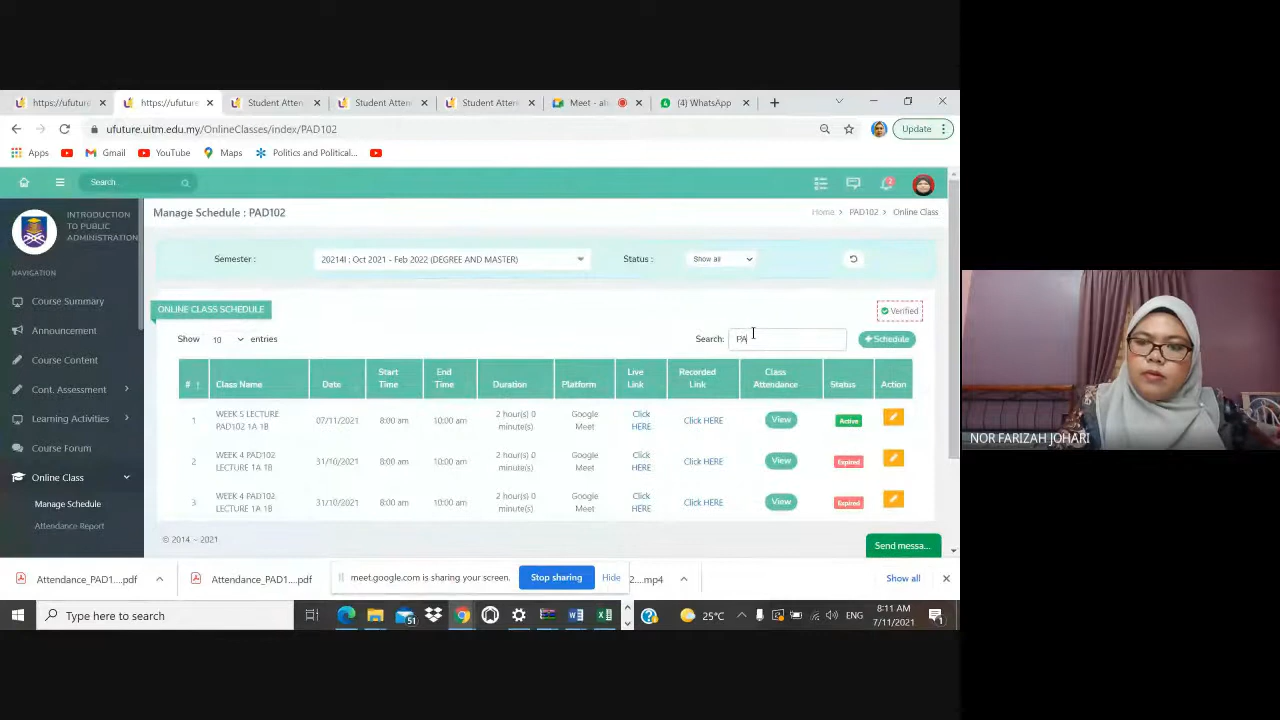 https://ufuture
https://ufuture
Student Atten
Student Atten
Student Atten
Meet - al
(4) WhatsApp
ufuture.uitm.edu.my/OnlineClasses/index/PAD102
Update
Apps
Gmail
YouTube
Maps
Politics and Political...
Search...
2
INTRODUCTION
TO PUBLIC
ADMINISTRATION
NAVIGATION
Course Summary
Announcement
Course Content
Cont. Assessment
Learning Activities
Course Forum
Online Class
Manage Schedule
Attendance Report
Manage Schedule : PAD102
Home > PAD102 > Online Class
Semester :
20214I : Oct 2021 - Feb 2022 (DEGREE AND MASTER)
Status :
Show all
ONLINE CLASS SCHEDULE
Verified
Show 10 entries
Search: PA
Schedule
# Class Name Date Start Time End Time Duration Platform Live Link Recorded Link Class Attendance Status Action
1 WEEK 5 LECTURE PAD102 1A 1B 07/11/2021 8:00 am 10:00 am 2 hour(s) 0 minute(s) Google Meet Click HERE Click HERE View Active
2 WEEK 4 PAD102 LECTURE 1A 1B 31/10/2021 8:00 am 10:00 am 2 hour(s) 0 minute(s) Google Meet Click HERE Click HERE View Expired
3 WEEK 4 PAD102 LECTURE 1A 1B 31/10/2021 8:00 am 10:00 am 2 hour(s) 0 minute(s) Google Meet Click HERE Click HERE View Expired
© 2014 ~ 2021
Send messa...
Attendance_PAD1....pdf
Attendance_PAD1....pdf
meet.google.com is sharing your screen.
Stop sharing
Hide
2....mp4
Show all
Type here to search
51
25°C
ENG
8:11 AM
7/11/2021
1
NOR FARIZAH JOHARI